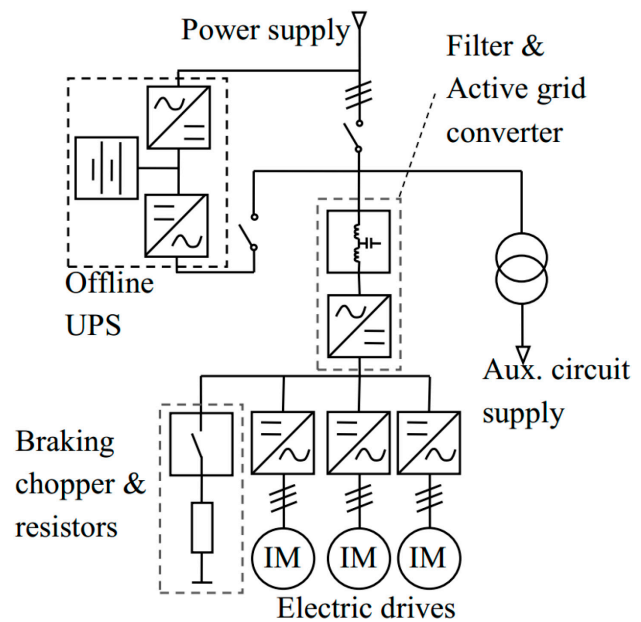 Power supply
Filter &
Active grid
converter
Offline
UPS
Aux. circuit
supply
Braking
chopper &
resistors
IM
IM
IM
Electric drives